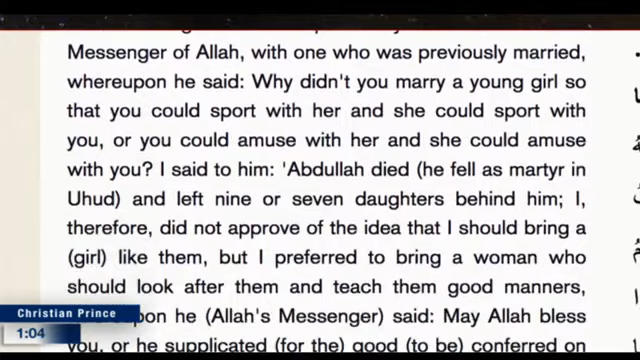 Messenger of Allah, with one who was previously married,
whereupon he said: Why didn't you marry a young girl so
that you could sport with her and she could sport with
you, or you could amuse with her and she could amuse
with you? I said to him: 'Abdullah died (he fell as martyr in
Uhud) and left nine or seven daughters behind him; I,
therefore, did not approve of the idea that I should bring a
(girl) like them, but I preferred to bring a woman who
should look after them and teach them good manners,
pon he (Allah's Messenger) said: May Allah bless
you, or he supplicated (for the) good (to be) conferred on
Christian Prince
1:04